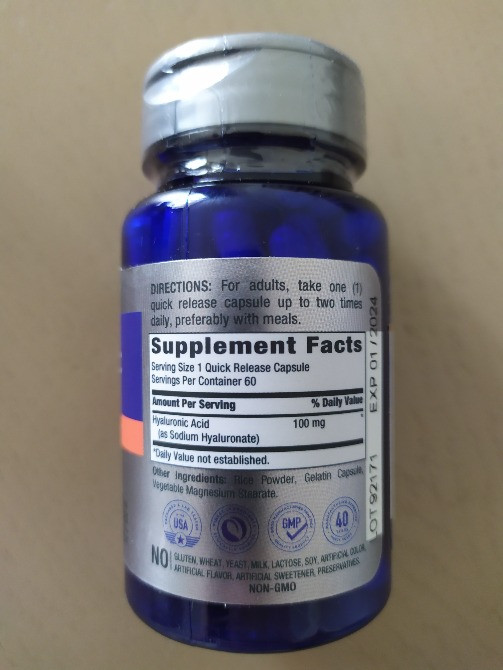 DIRECTIONS: For adults, take one (1)
quick release capsule up to two times
daily, preferably with meals.
Supplement Facts
Serving Size 1 Quick Release Capsule
Servings Per Container 60
Amount Per Serving % Daily Value
Hyaluronic Acid 100 mg *
(as Sodium Hyaluronate)
*Daily Value not established.
Other Ingredients: Rice Powder, Gelatin Capsule,
Vegetable Magnesium Stearate.
USA
GMP
40
NO GLUTEN, WHEAT, YEAST, MILK, LACTOSE, SOY, ARTIFICIAL COLOR,
ARTIFICIAL FLAVOR, ARTIFICIAL SWEETENER, PRESERVATIVES.
NON-GMO
LOT 92171 EXP 01/2024